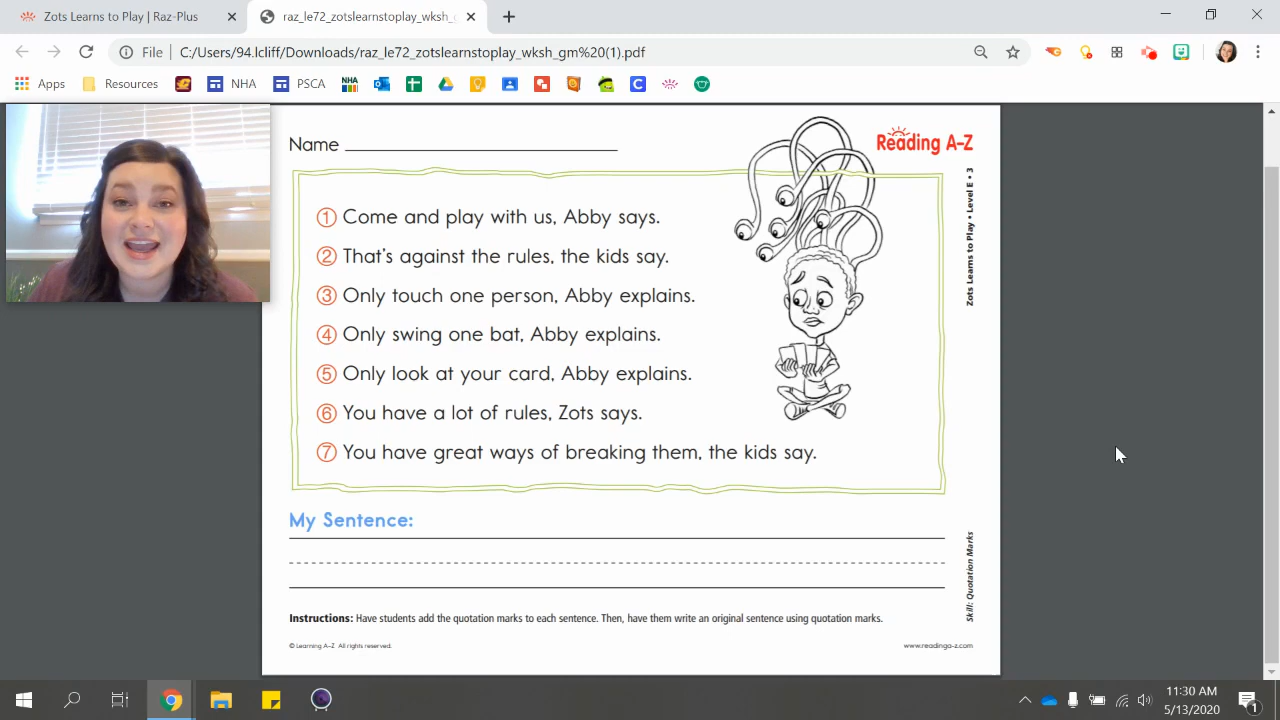 Zots Learns to Play | Raz-Plus
raz_le72_zotslearnstoplay_wksh_g
File | C:/Users/94.lcliff/Downloads/raz_le72_zotslearnstoplay_wksh_gm%20(1).pdf
Apps Resources NHA PSCA NHA
Name
Reading A–Z
Zots Learns to Play • Level E • 3
1 Come and play with us, Abby says.
2 That's against the rules, the kids say.
3 Only touch one person, Abby explains.
4 Only swing one bat, Abby explains.
5 Only look at your card, Abby explains.
6 You have a lot of rules, Zots says.
7 You have great ways of breaking them, the kids say.
My Sentence:
Skill: Quotation Marks
Instructions: Have students add the quotation marks to each sentence. Then, have them write an original sentence using quotation marks.
© Learning A–Z All rights reserved.
www.readinga-z.com
11:30 AM
5/13/2020
1